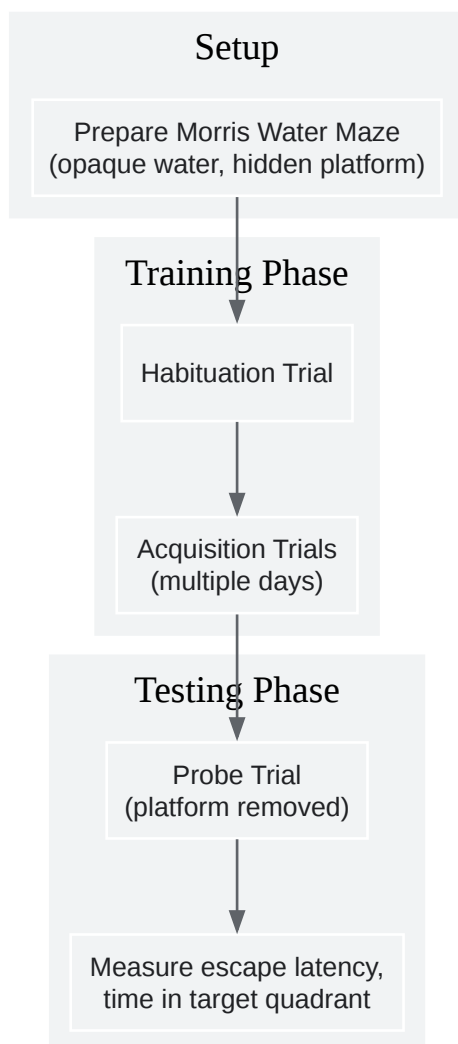 Setup
Prepare Morris Water Maze
(opaque water, hidden platform)
Training Phase
Habituation Trial
Acquisition Trials
(multiple days)
Testing Phase
Probe Trial
(platform removed)
Measure escape latency,
time in target quadrant